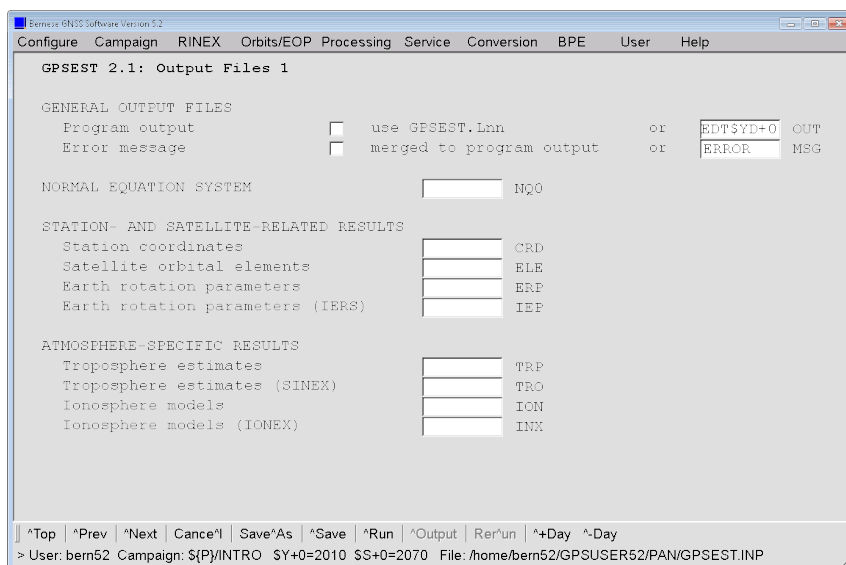 Bernese GNSS Software Version 5.2
Configure Campaign RINEX Orbits/EOP Processing Service Conversion BPE User Help
GPSEST 2.1: Output Files 1
GENERAL OUTPUT FILES
Program output use GPSEST.Lnn or EDT$YD+0 OUT
Error message merged to program output or ERROR MSG
NORMAL EQUATION SYSTEM NQ0
STATION- AND SATELLITE-RELATED RESULTS
Station coordinates CRD
Satellite orbital elements ELE
Earth rotation parameters ERP
Earth rotation parameters (IERS) IEP
ATMOSPHERE-SPECIFIC RESULTS
Troposphere estimates TRP
Troposphere estimates (SINEX) TRO
Ionosphere models ION
Ionosphere models (IONEX) INX
^Top | ^Prev | ^Next | Cance^l | Save^As | ^Save | ^Run | ^Output | Rer^un | ^+Day ^-Day
> User: bern52 Campaign: ${P}/INTRO $Y+0=2010 $S+0=2070 File: /home/bern52/GPSUSER52/PAN/GPSEST.INP